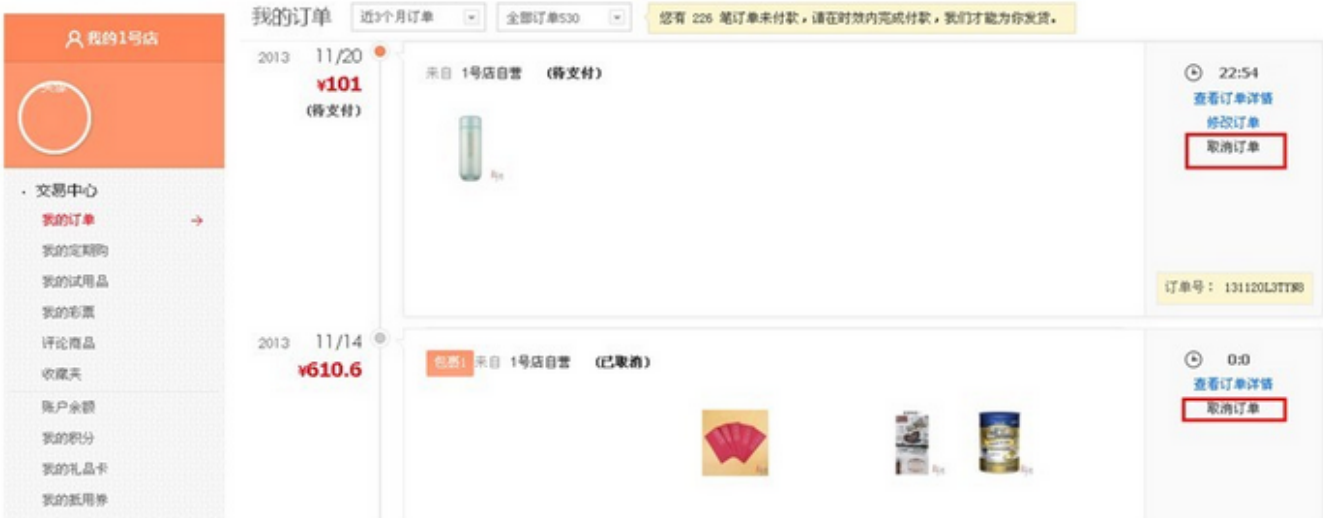 我的1号店
交易中心
我的订单
我的定期购
我的试用品
我的彩票
评论商品
收藏夹
账户余额
我的积分
我的礼品卡
我的抵用券
我的订单 近3个月订单 全部订单530 您有 226 笔订单未付款，请在时效内完成付款，我们才能为你发货。
2013 11/20
¥101
(待支付)
来自 1号店自营 (待支付)
22:54
查看订单详情
修改订单
取消订单
订单号： 131120L3TYN8
2013 11/14
¥610.6
包裹1 来自 1号店自营 (已取消)
0:0
查看订单详情
取消订单